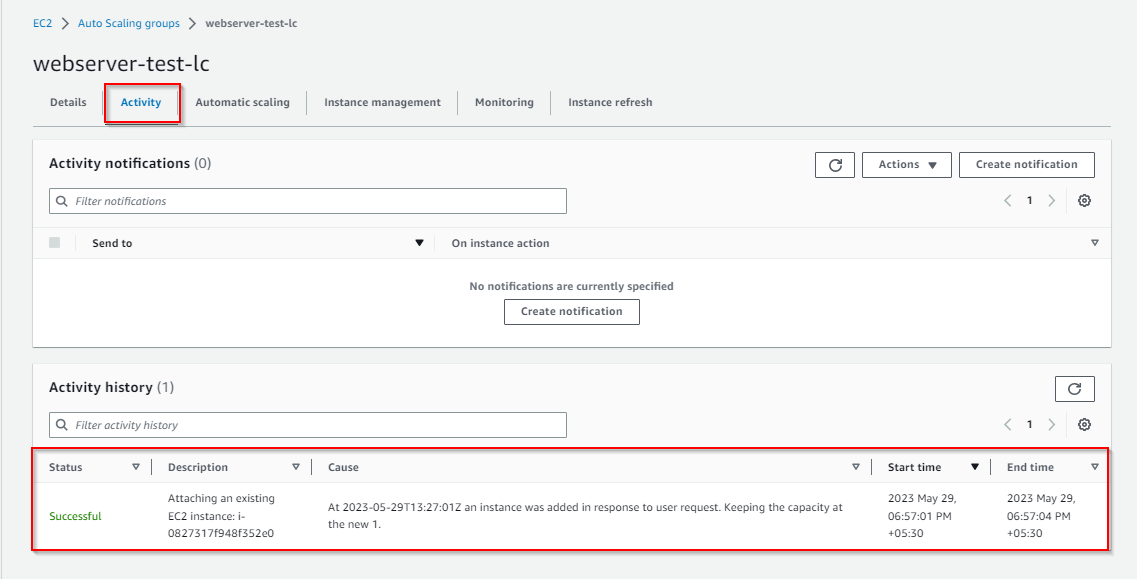 EC2 > Auto Scaling groups > webserver-test-lc
webserver-test-lc
Details Activity Automatic scaling Instance management Monitoring Instance refresh
Activity notifications (0)
Actions Create notification
Filter notifications
1
Send to On instance action
No notifications are currently specified
Create notification
Activity history (1)
Filter activity history
1
Status Description Cause Start time End time
Successful
Attaching an existing
EC2 instance: i-
0827317f948f352e0
At 2023-05-29T13:27:01Z an instance was added in response to user request. Keeping the capacity at
the new 1.
2023 May 29,
06:57:01 PM
+05:30
2023 May 29,
06:57:04 PM
+05:30